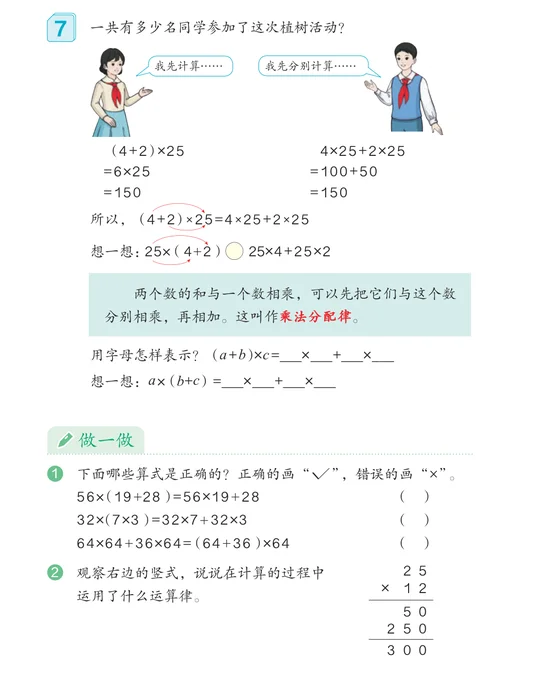 7 一共有多少名同学参加了这次植树活动？
我先计算…… 我先分别计算……
(4+2)×25 4×25+2×25
=6×25 =100+50
=150 =150
所以，(4+2)×25=4×25+2×25
想一想：25×(4+2) ○ 25×4+25×2
两个数的和与一个数相乘，可以先把它们与这个数
分别相乘，再相加。这叫作乘法分配律。
用字母怎样表示？(a+b)×c=___×___+___×___
想一想：a×(b+c) =___×___+___×___
做一做
1 下面哪些算式是正确的？正确的画“✓”，错误的画“×”。
56×(19+28)=56×19+28 ( )
32×(7×3)=32×7+32×3 ( )
64×64+36×64=(64+36)×64 ( )
2 观察右边的竖式，说说在计算的过程中
运用了什么运算律。
25
× 12
50
250
300